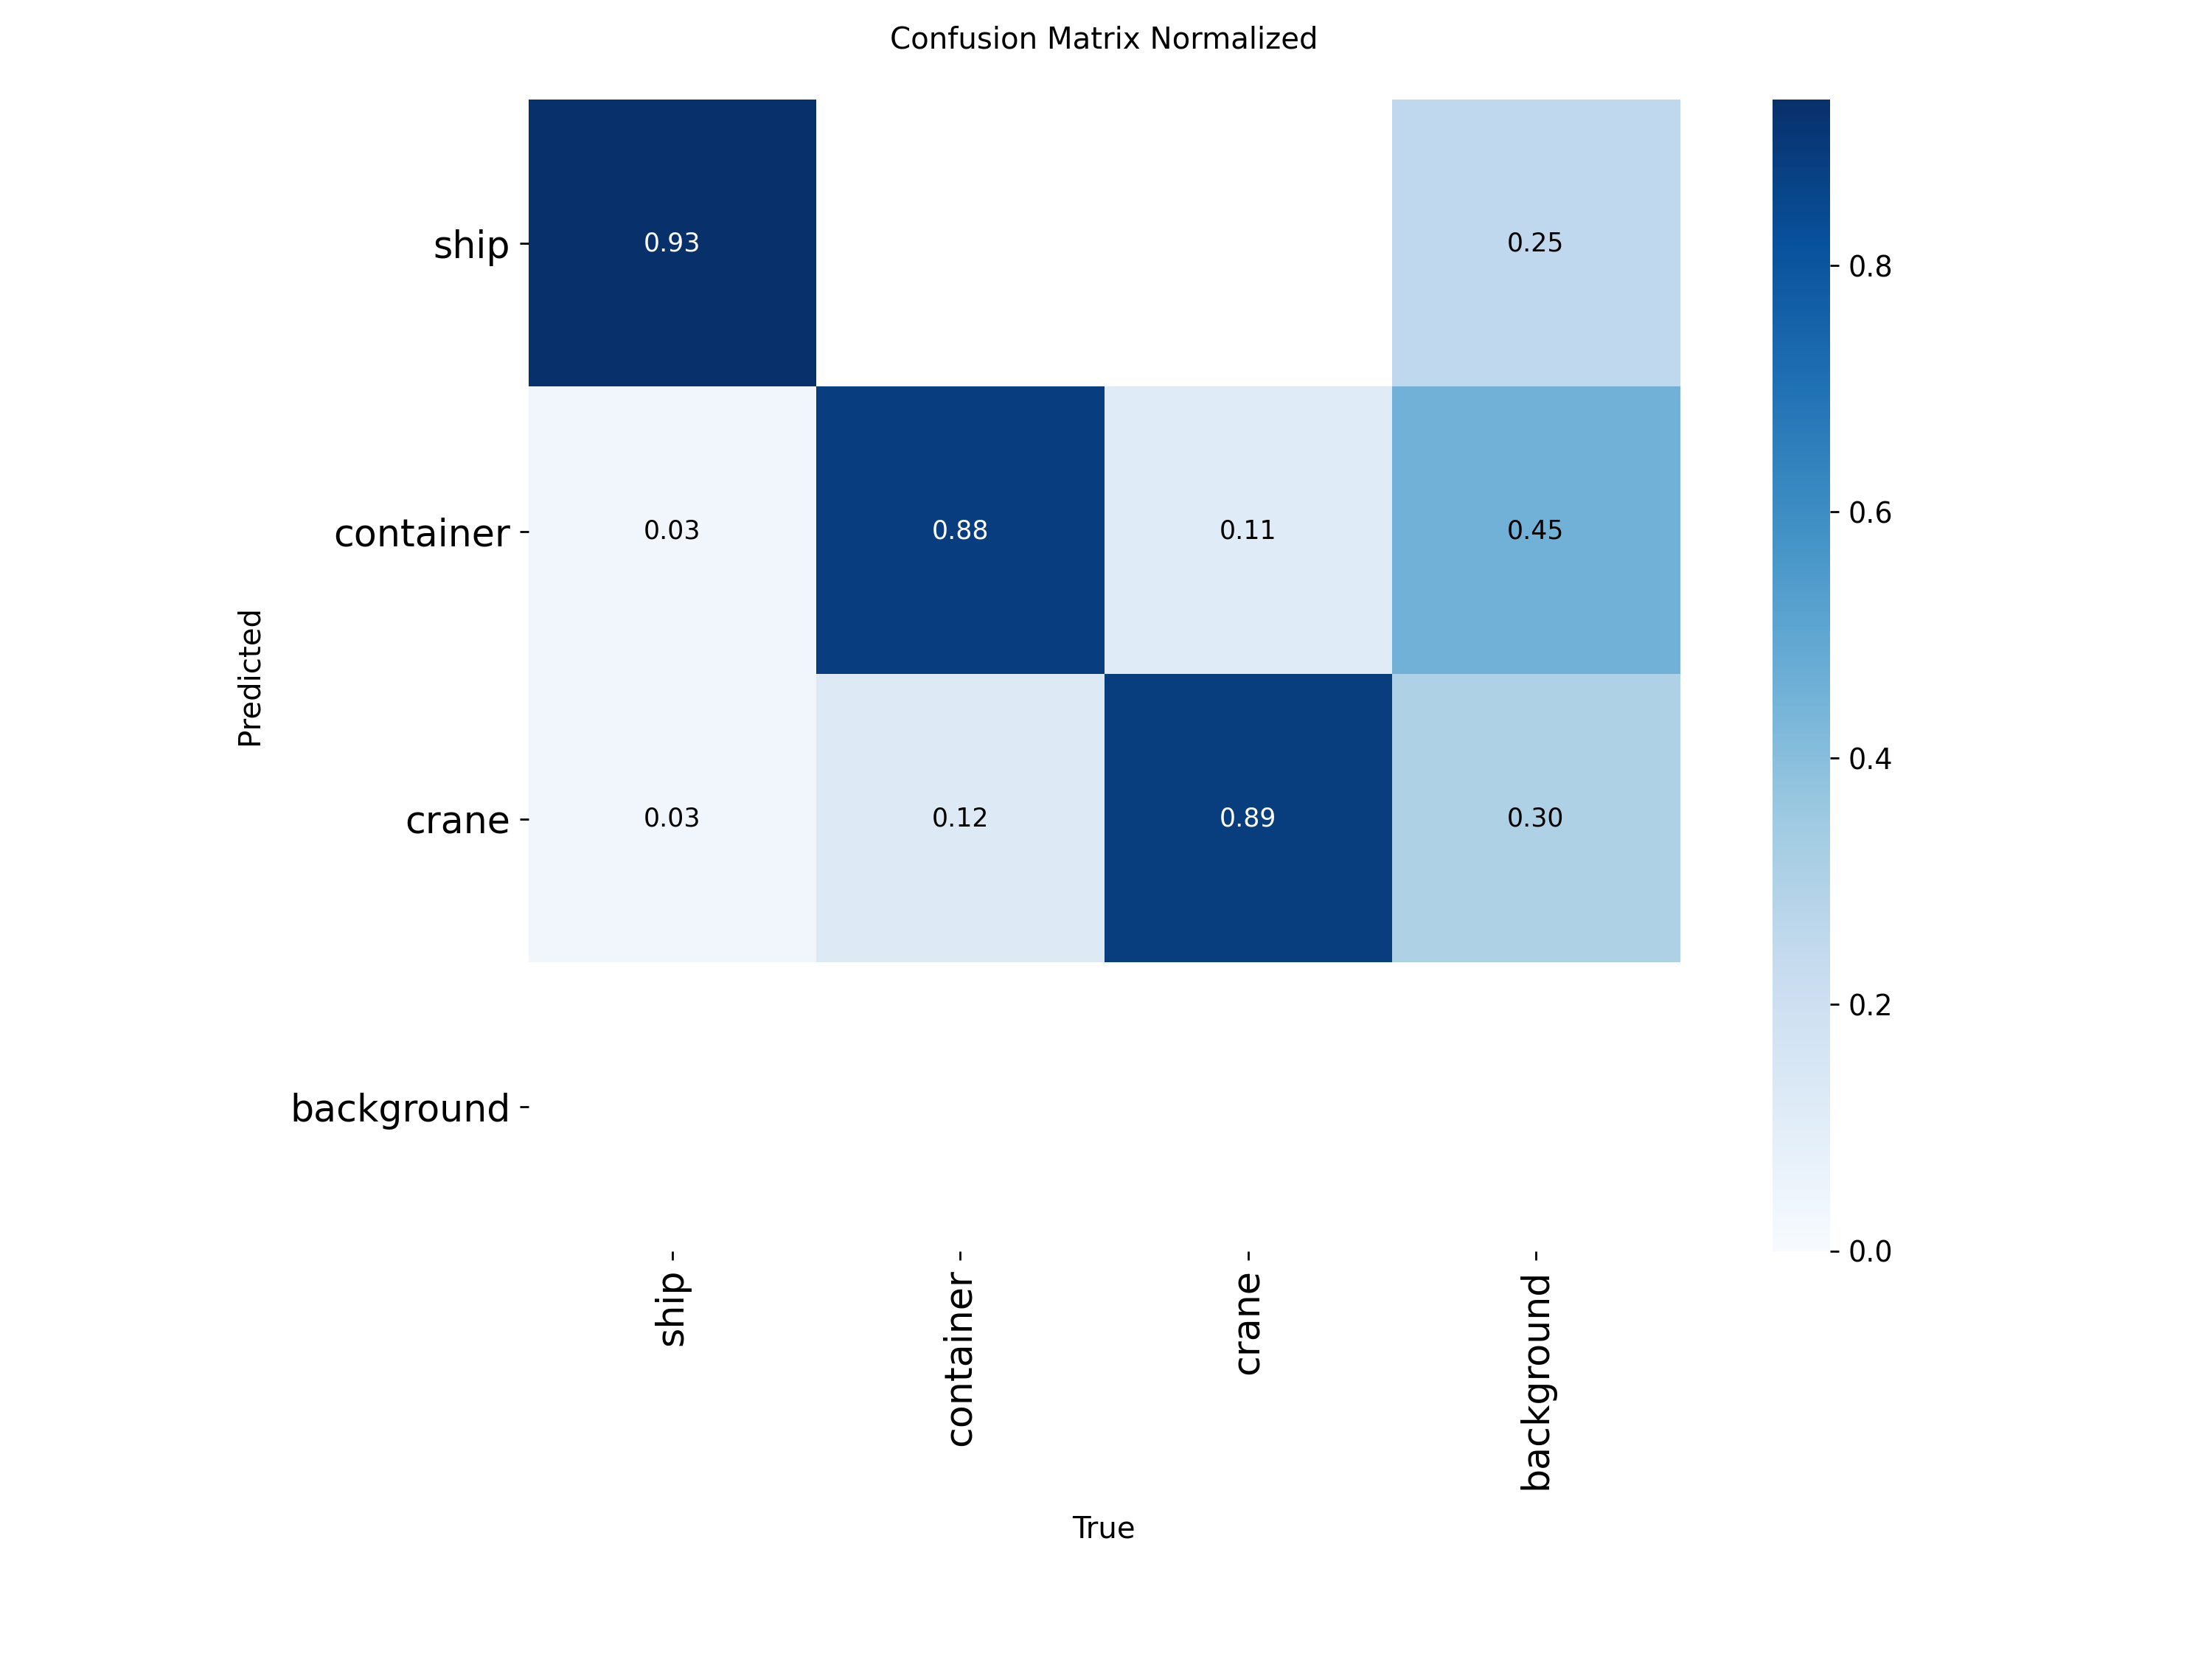 Confusion Matrix Normalized
ship
0.93
0.25
0.8
container
0.03
0.88
0.11
0.45
0.6
Predicted
crane
0.03
0.12
0.89
0.30
0.4
background
0.2
0.0
ship
container
crane
background
True